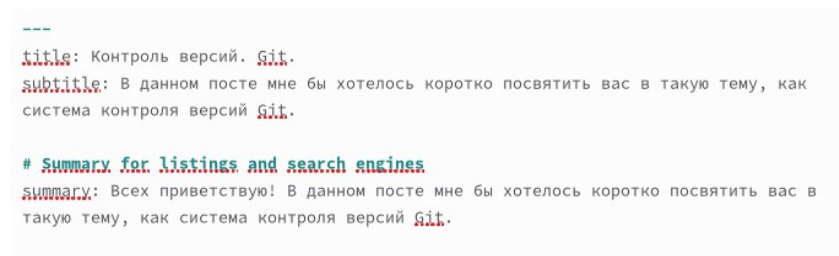 ---
title: Контроль версий. Git.
subtitle: В данном посте мне бы хотелось коротко посвятить вас в такую тему, как
система контроля версий Git.
# Summary for listings and search engines
summary: Всех приветствую! В данном посте мне бы хотелось коротко посвятить вас в
такую тему, как система контроля версий Git.